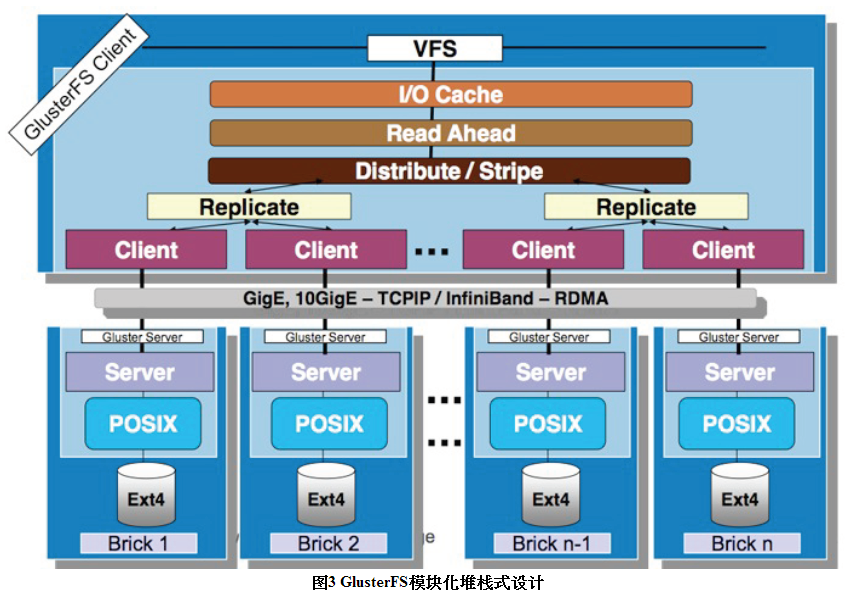 GlusterFS Client
VFS
I/O Cache
Read Ahead
Distribute / Stripe
Replicate
Replicate
Client
Client
Client
Client
GigE, 10GigE – TCPIP / InfiniBand – RDMA
Gluster Server
Gluster Server
Gluster Server
Gluster Server
Server
Server
Server
Server
POSIX
POSIX
POSIX
POSIX
Ext4
Ext4
Ext4
Ext4
Brick 1
Brick 2
Brick n-1
Brick n
图3 GlusterFS模块化堆栈式设计